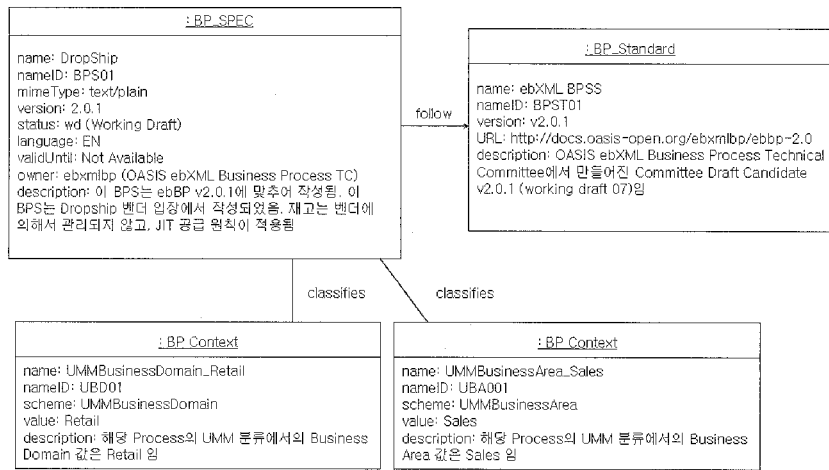 : BP_SPEC
name: DropShip
nameID: BPS01
mimeType: text/plain
version: 2.0.1
status: wd (Working Draft)
language: EN
validUntil: Not Available
owner: ebxmlbp (OASIS ebXML Business Process TC)
description: 이 BPS는 ebBP v2.0.1에 맞추어 작성됨. 이
BPS는 Dropship 밴더 입장에서 작성되었음. 재고는 밴더에
의해서 관리되지 않고, JIT 공급 원칙이 적용됨
follow
: BP_Standard
name: ebXML BPSS
nameID: BPST01
version: v2.0.1
URL: http://docs.oasis-open.org/ebxmlbp/ebbp-2.0
description: OASIS ebXML Business Process Technical
Committee에서 만들어진 Committee Draft Candidate
v2.0.1 (working draft 07)임
classifies
classifies
: BP Context
name: UMMBusinessDomain_Retail
nameID: UBD01
scheme: UMMBusinessDomain
value: Retail
description: 해당 Process의 UMM 분류에서의 Business
Domain 값은 Retail 임
: BP Context
name: UMMBusinessArea_Sales
nameID: UBA001
scheme: UMMBusinessArea
value: Sales
description: 해당 Process의 UMM 분류에서의 Business
Area 값은 Sales 임